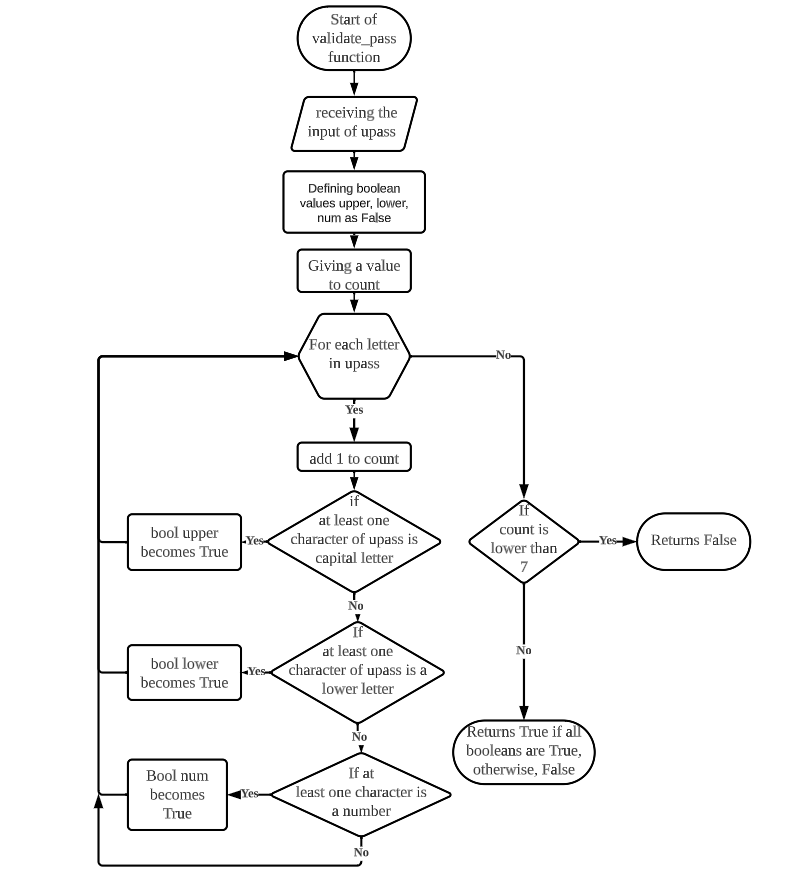 Start of
validate_pass
function
receiving the
input of upass
Defining boolean
values upper, lower,
num as False
Giving a value
to count
For each letter
in upass
No
Yes
add 1 to count
if
at least one
character of upass is
capital letter
Yes
bool upper
becomes True
If
count is
lower than
7
Yes
Returns False
No
If
at least one
character of upass is a
lower letter
Yes
bool lower
becomes True
No
No
Returns True if all
booleans are True,
otherwise, False
If at
least one character is
a number
Yes
Bool num
becomes
True
No